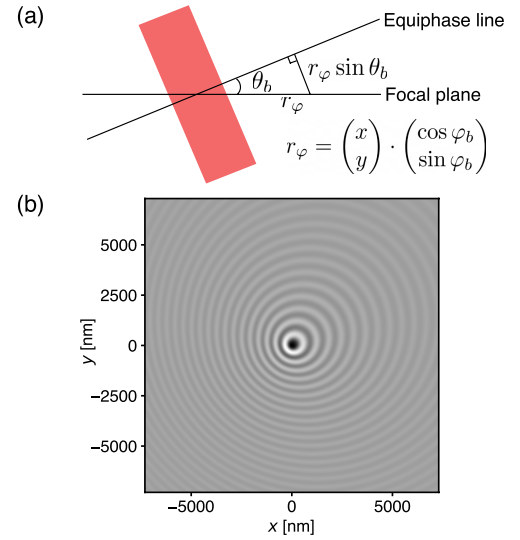 (a)
Equiphase line
θ_b
r_φ sin θ_b
r_φ
Focal plane
r_φ = (x y) · (cos φ_b sin φ_b)
(b)
5000
2500
0
−2500
−5000
y [nm]
−5000 0 5000
x [nm]